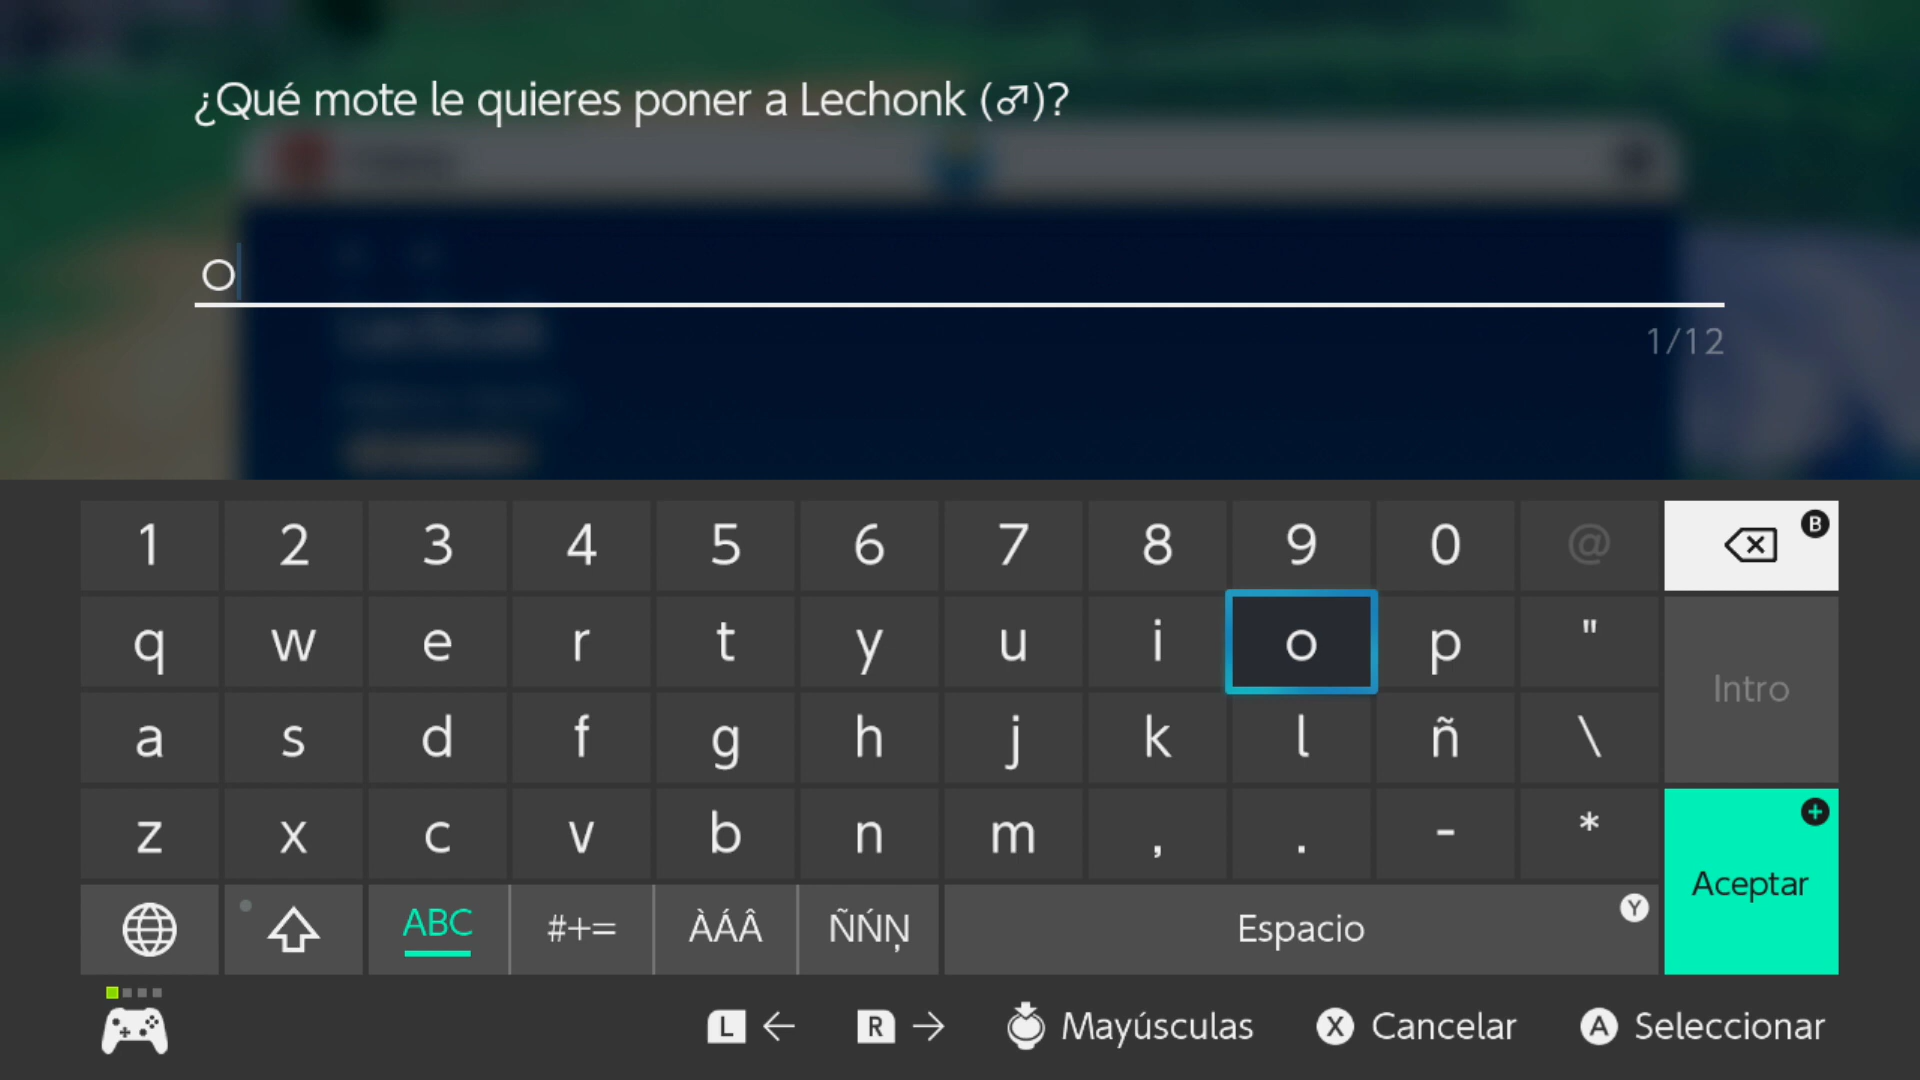 ¿Qué mote le quieres poner a Lechonk (♂)?
O
1/12
1 2 3 4 5 6 7 8 9 0 @ B
q w e r t y u i o p "
Intro
a s d f g h j k l ñ \
z x c v b n m , . - * +
Aceptar
ABC #+= ÀÁÂ ÑŃŅ Espacio Y
L ← R → Mayúsculas X Cancelar A Seleccionar